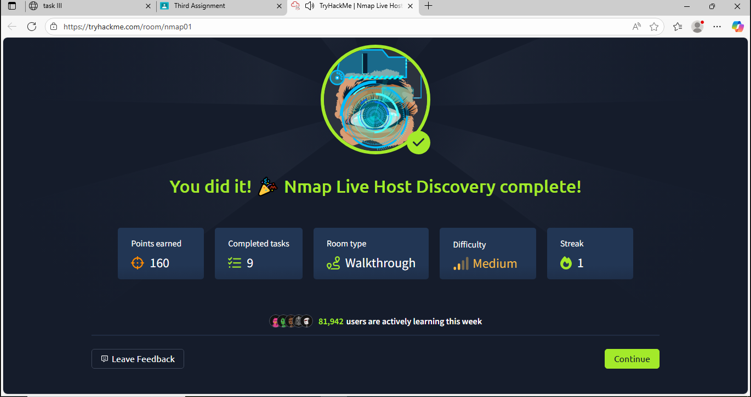 task III
Third Assignment
TryHackMe | Nmap Live Host
https://tryhackme.com/room/nmap01
You did it! 🎉 Nmap Live Host Discovery complete!
Points earned
160
Completed tasks
9
Room type
Walkthrough
Difficulty
Medium
Streak
1
81,942 users are actively learning this week
Leave Feedback
Continue